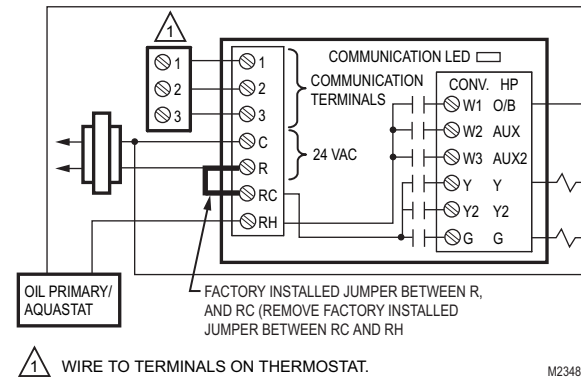 1
COMMUNICATION LED
1
2
3
1
2
3
COMMUNICATION
TERMINALS
C
R
24 VAC
RC
RH
CONV. HP
W1 O/B
W2 AUX
W3 AUX2
Y Y
Y2 Y2
G G
OIL PRIMARY/
AQUASTAT
FACTORY INSTALLED JUMPER BETWEEN R,
AND RC (REMOVE FACTORY INSTALLED
JUMPER BETWEEN RC AND RH
1 WIRE TO TERMINALS ON THERMOSTAT.
M2348